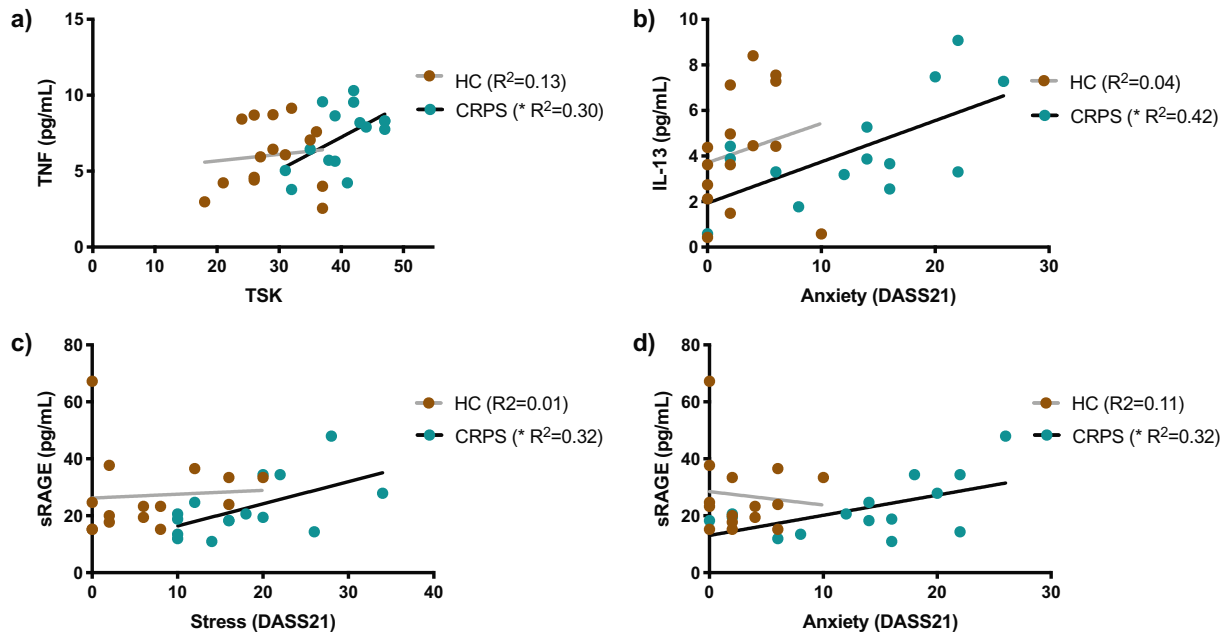 a)
15
10
5
0
TNF (pg/mL)
0 10 20 30 40 50
TSK
HC (R²=0.13)
CRPS (* R²=0.30)
b)
10
8
6
4
2
0
IL-13 (pg/mL)
0 10 20 30
Anxiety (DASS21)
HC (R²=0.04)
CRPS (* R²=0.42)
c)
80
60
40
20
0
sRAGE (pg/mL)
0 10 20 30 40
Stress (DASS21)
HC (R2=0.01)
CRPS (* R²=0.32)
d)
80
60
40
20
0
sRAGE (pg/mL)
0 10 20 30
Anxiety (DASS21)
HC (R2=0.11)
CRPS (* R²=0.32)